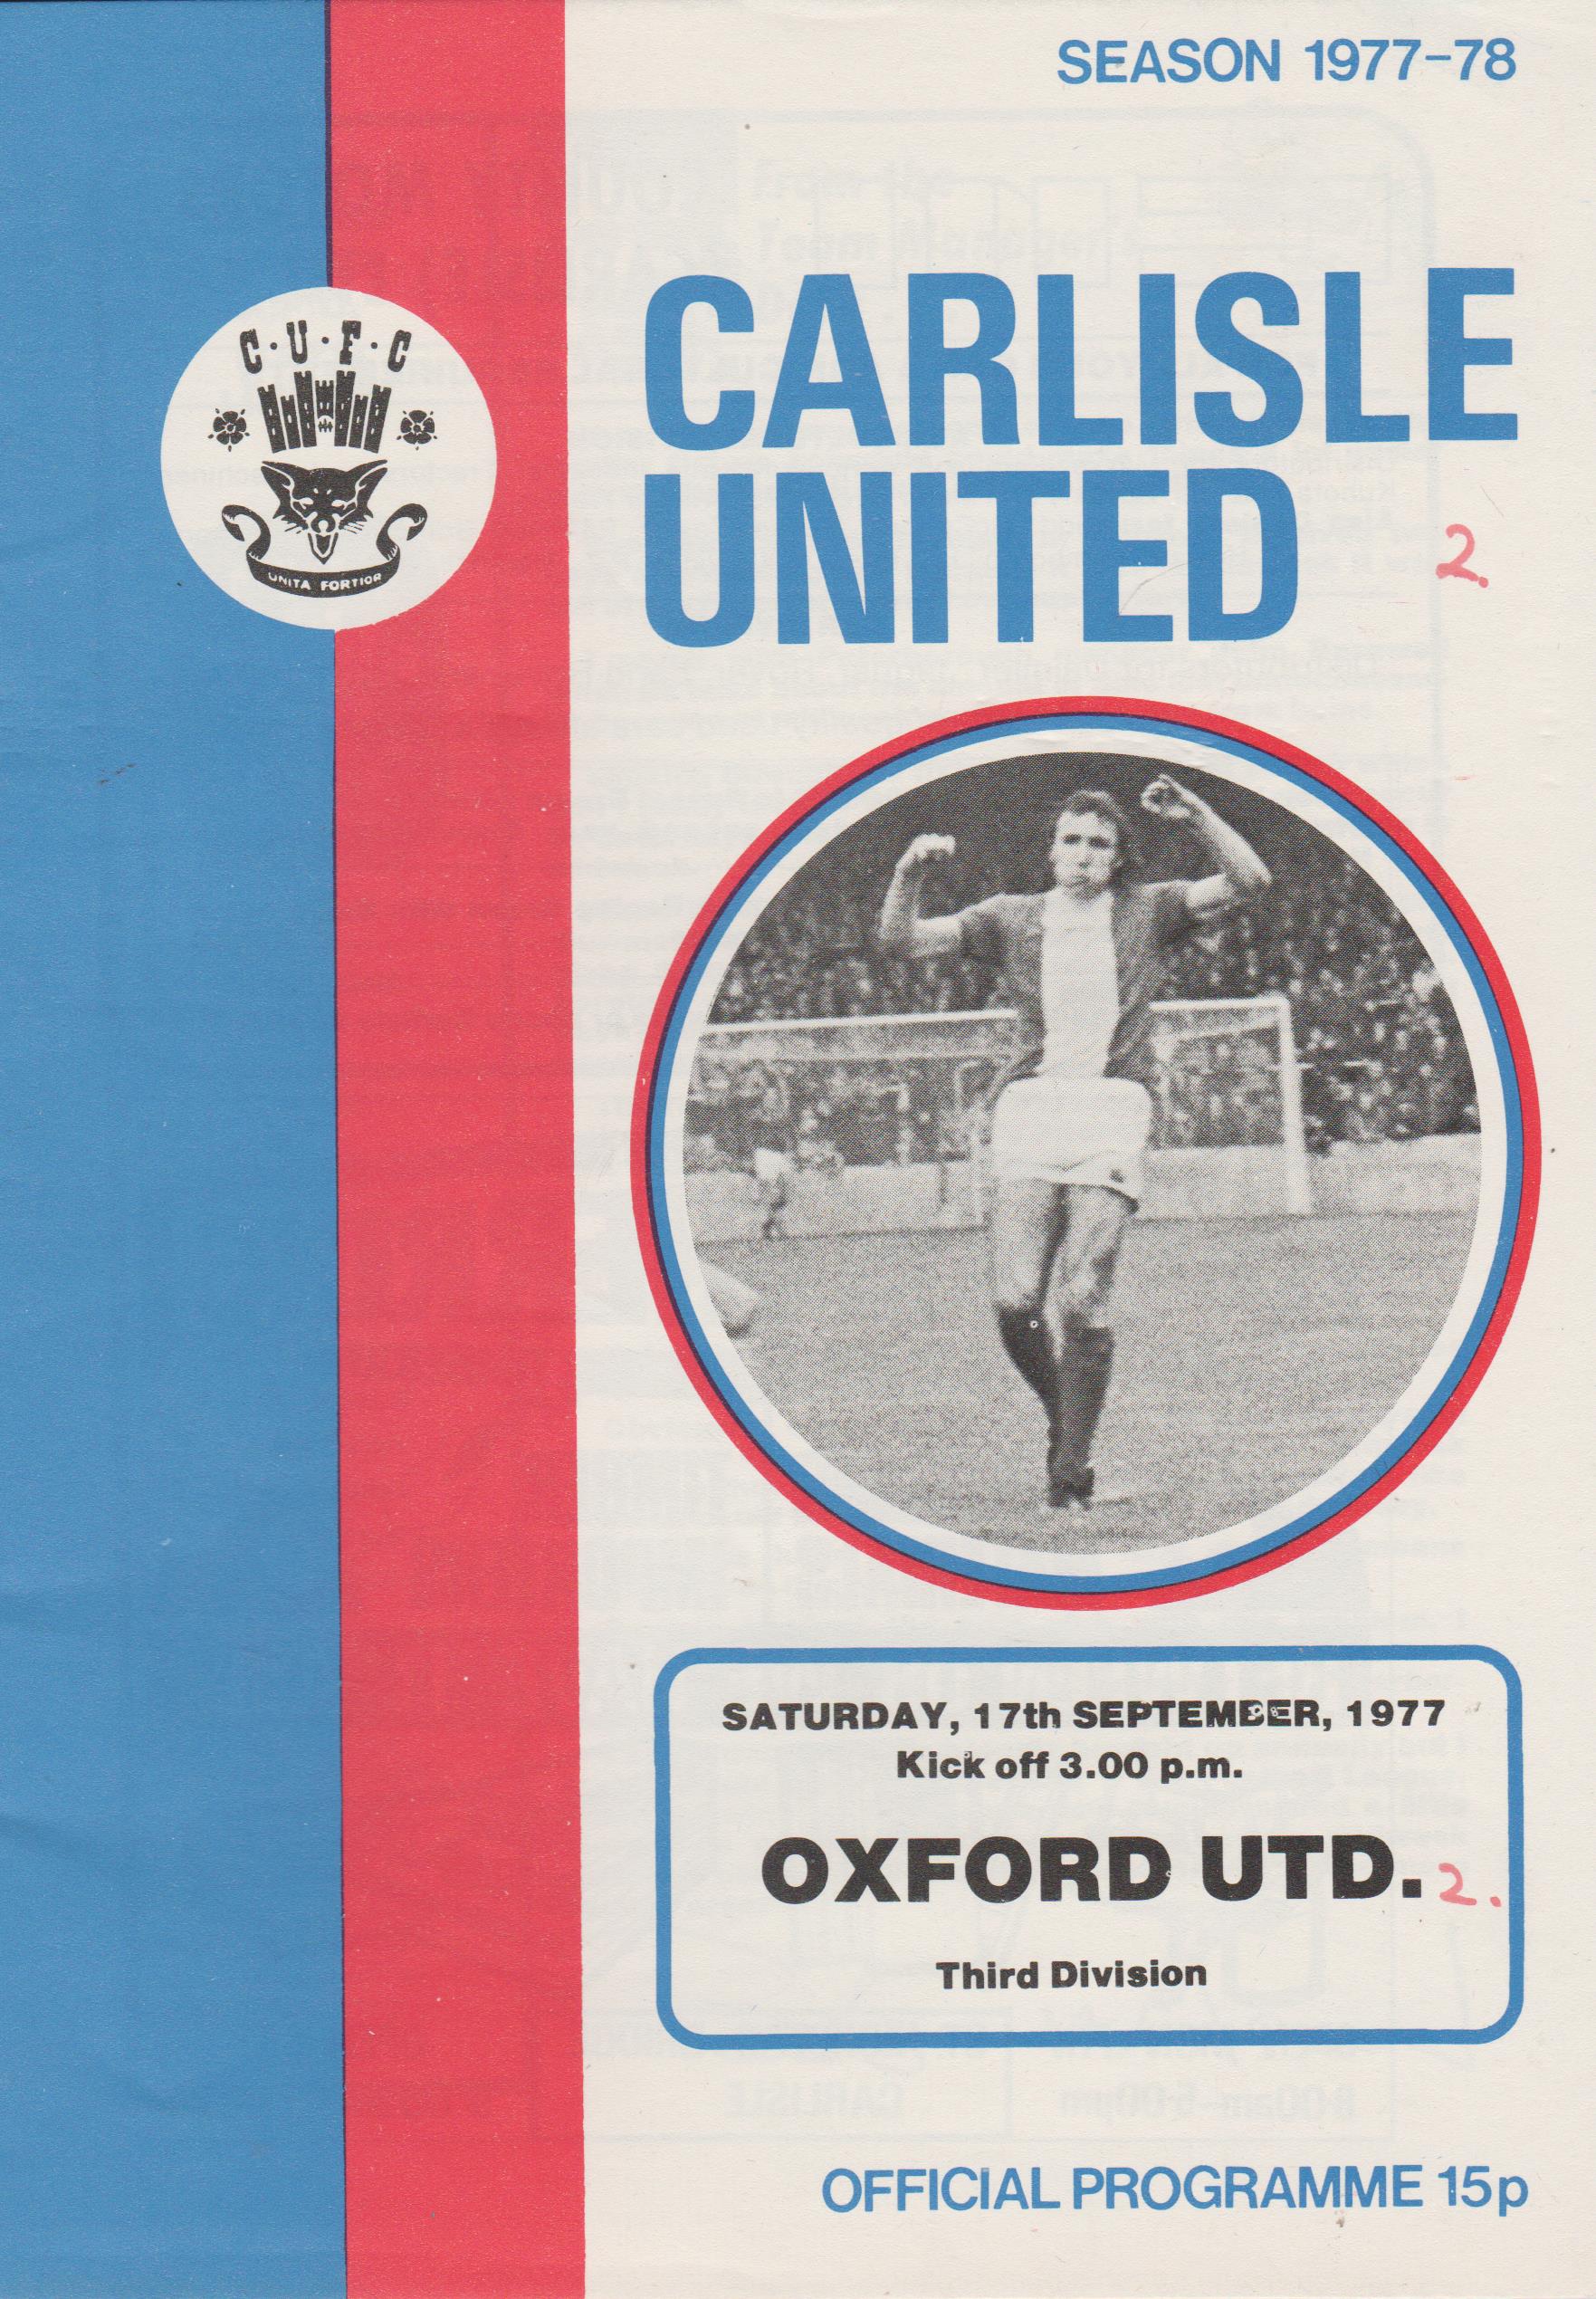 SEASON 1977-78
C·U·F·C
UNITA FORTIOR
CARLISLE
UNITED
2.
SATURDAY, 17th SEPTEMBER, 1977
Kick off 3.00 p.m.
OXFORD UTD. 2.
Third Division
OFFICIAL PROGRAMME 15p